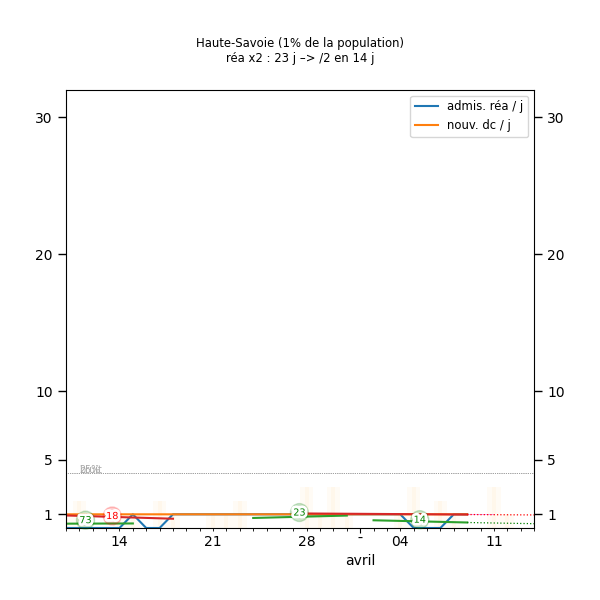 Haute-Savoie (1% de la population)
réa x2 : 23 j –> /2 en 14 j
admis. réa / j
nouv. dc / j
30 30
20 20
10 10
5 5
1 1
73 18 23 14
14 21 28 - 04 11
avril